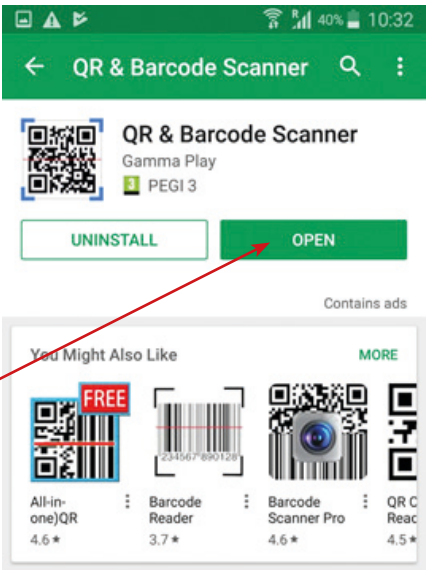 R 40% 10:32
QR & Barcode Scanner
QR & Barcode Scanner
Gamma Play
3 PEGI 3
UNINSTALL OPEN
Contains ads
You Might Also Like MORE
FREE
234567 890128
All-in-
one)QR
4.6★
Barcode
Reader
3.7★
Barcode
Scanner Pro
4.6★
QR C
Reac
4.5★